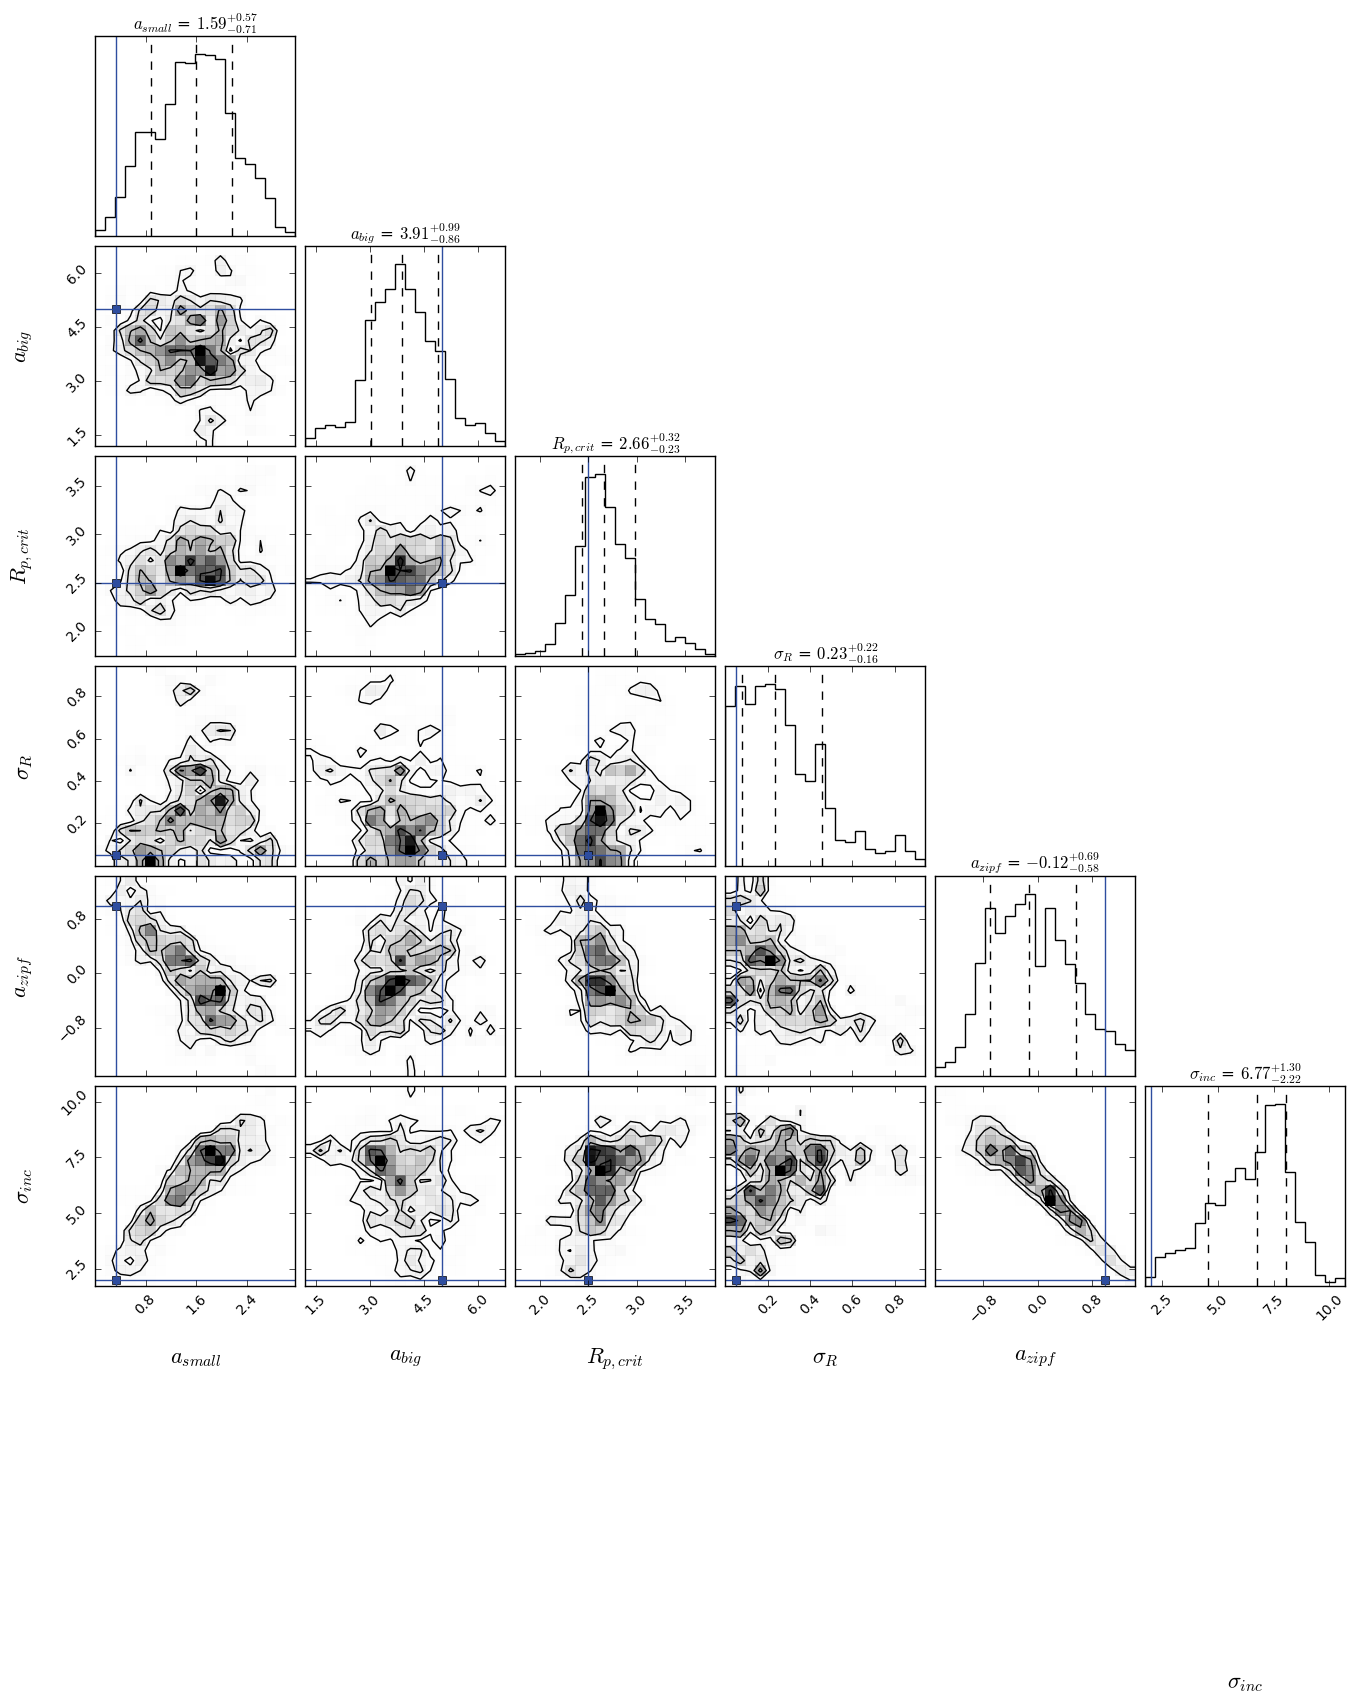 a_small = 1.59^{+0.57}_{-0.71}
a_big = 3.91^{+0.99}_{-0.86}
6.0
4.5
3.0
1.5
a_big
R_{p,crit} = 2.66^{+0.32}_{-0.23}
3.5
3.0
2.5
2.0
R_{p,crit}
σ_R = 0.23^{+0.22}_{-0.16}
0.8
0.6
0.4
0.2
σ_R
a_zipf = −0.12^{+0.69}_{-0.58}
0.8
0.0
−0.8
a_zipf
σ_inc = 6.77^{+1.30}_{-2.22}
10.0
7.5
5.0
2.5
σ_inc
0.8 1.6 2.4 1.5 3.0 4.5 6.0 2.0 2.5 3.0 3.5 0.2 0.4 0.6 0.8 −0.8 0.0 0.8 2.5 5.0 7.5 10.0
a_small a_big R_{p,crit} σ_R a_zipf
σ_inc